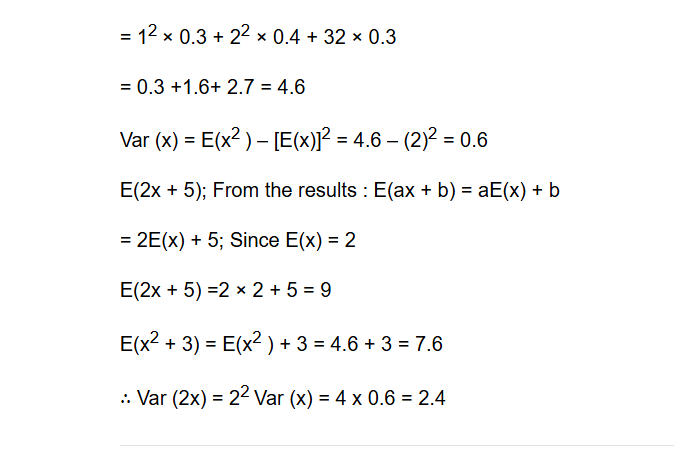 = 1² × 0.3 + 2² × 0.4 + 32 × 0.3
= 0.3 +1.6+ 2.7 = 4.6
Var (x) = E(x² ) – [E(x)]² = 4.6 – (2)² = 0.6
E(2x + 5); From the results : E(ax + b) = aE(x) + b
= 2E(x) + 5; Since E(x) = 2
E(2x + 5) =2 × 2 + 5 = 9
E(x² + 3) = E(x² ) + 3 = 4.6 + 3 = 7.6
∴ Var (2x) = 2² Var (x) = 4 x 0.6 = 2.4